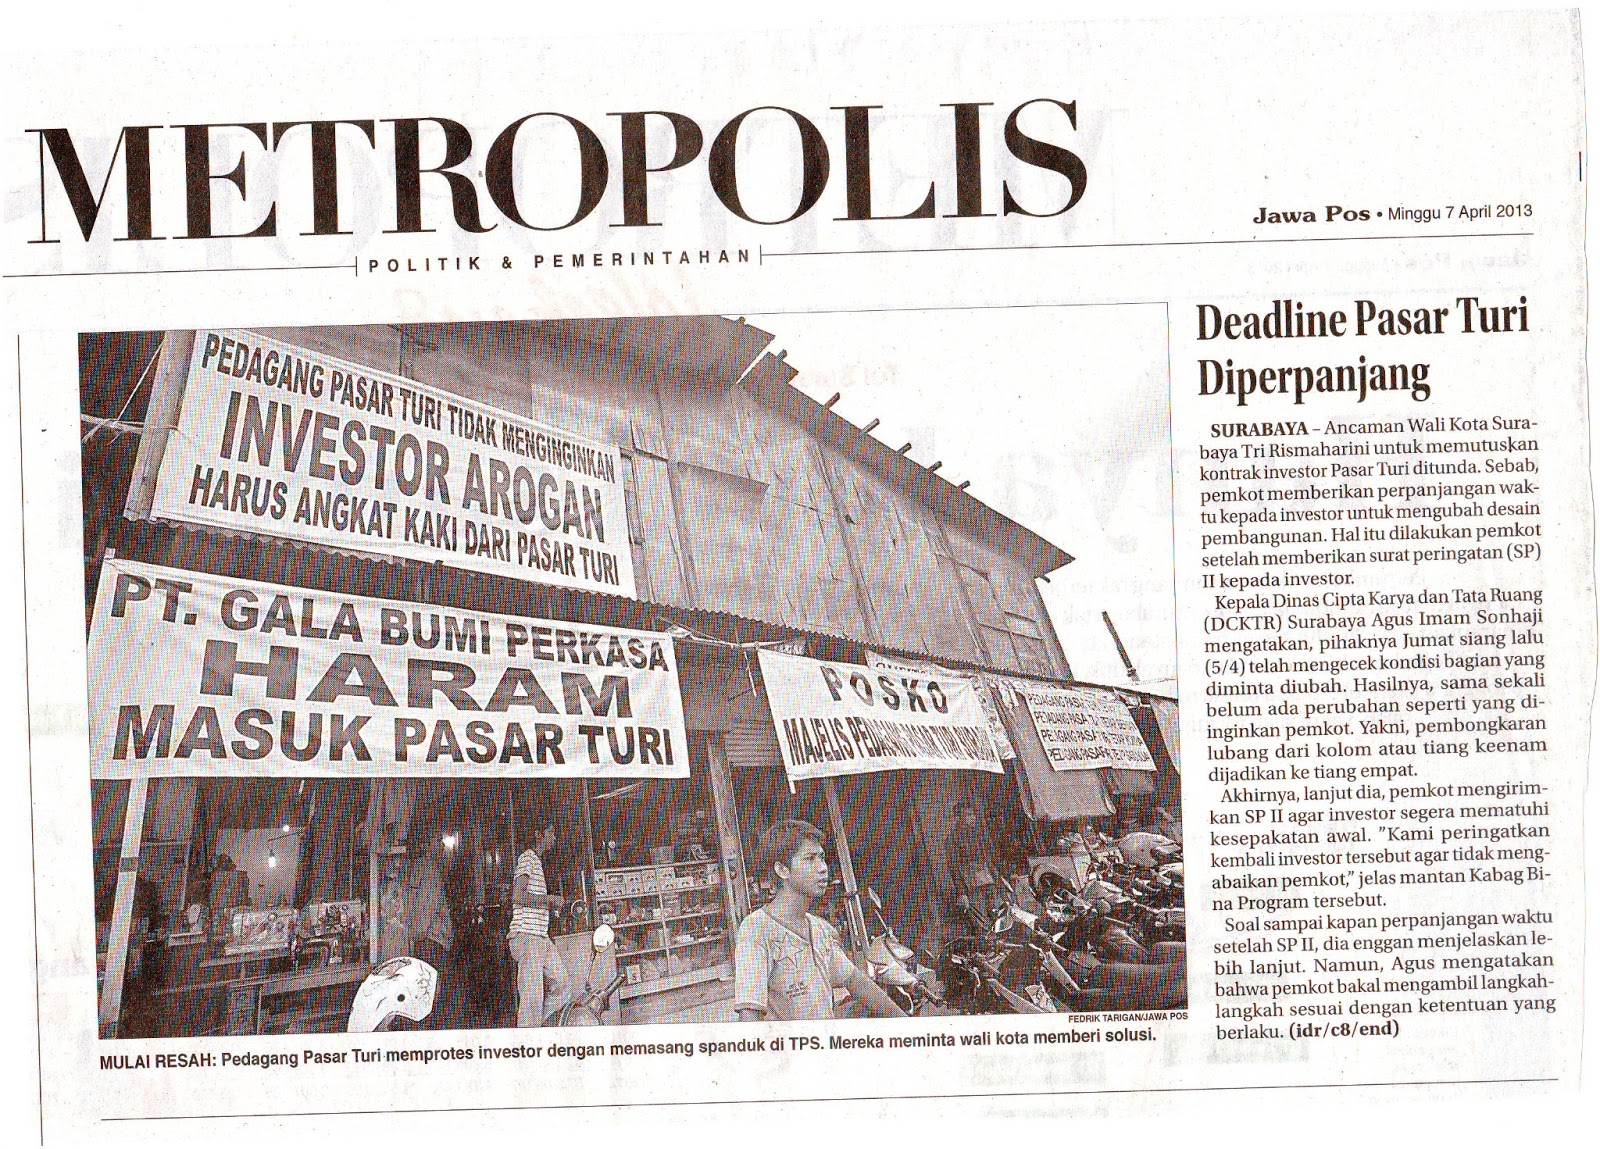 METROPOLIS
Jawa Pos • Minggu 7 April 2013
POLITIK & PEMERINTAHAN
PEDAGANG PASAR TURI TIDAK MENGINGINKAN
INVESTOR AROGAN
HARUS ANGKAT KAKI DARI PASAR TURI
PT. GALA BUMI PERKASA
HARAM
MASUK PASAR TURI
POSKO
MAJELIS
FEDRIK TARIGAN/JAWA POS
MULAI RESAH: Pedagang Pasar Turi memprotes investor dengan memasang spanduk di TPS. Mereka meminta wali kota memberi solusi.
Deadline Pasar Turi
Diperpanjang
SURABAYA – Ancaman Wali Kota Sura-
baya Tri Rismaharini untuk memutuskan
kontrak investor Pasar Turi ditunda. Sebab,
pemkot memberikan perpanjangan wak-
tu kepada investor untuk mengubah desain
pembangunan. Hal itu dilakukan pemkot
setelah memberikan surat peringatan (SP)
II kepada investor.
Kepala Dinas Cipta Karya dan Tata Ruang
(DCKTR) Surabaya Agus Imam Sonhaji
mengatakan, pihaknya Jumat siang lalu
(5/4) telah mengecek kondisi bagian yang
diminta diubah. Hasilnya, sama sekali
belum ada perubahan seperti yang di-
inginkan pemkot. Yakni, pembongkaran
lubang dari kolom atau tiang keenam
dijadikan ke tiang empat.
Akhirnya, lanjut dia, pemkot mengirim-
kan SP II agar investor segera mematuhi
kesepakatan awal. ”Kami peringatkan
kembali investor tersebut agar tidak meng-
abaikan pemkot,” jelas mantan Kabag Bi-
na Program tersebut.
Soal sampai kapan perpanjangan waktu
setelah SP II, dia enggan menjelaskan le-
bih lanjut. Namun, Agus mengatakan
bahwa pemkot bakal mengambil langkah-
langkah sesuai dengan ketentuan yang
berlaku. (idr/c8/end)